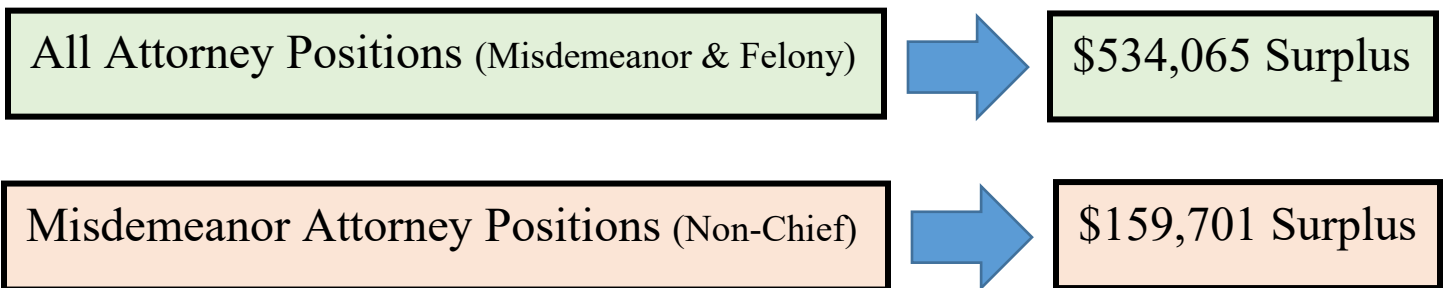 All Attorney Positions (Misdemeanor & Felony)
$534,065 Surplus
Misdemeanor Attorney Positions (Non-Chief)
$159,701 Surplus